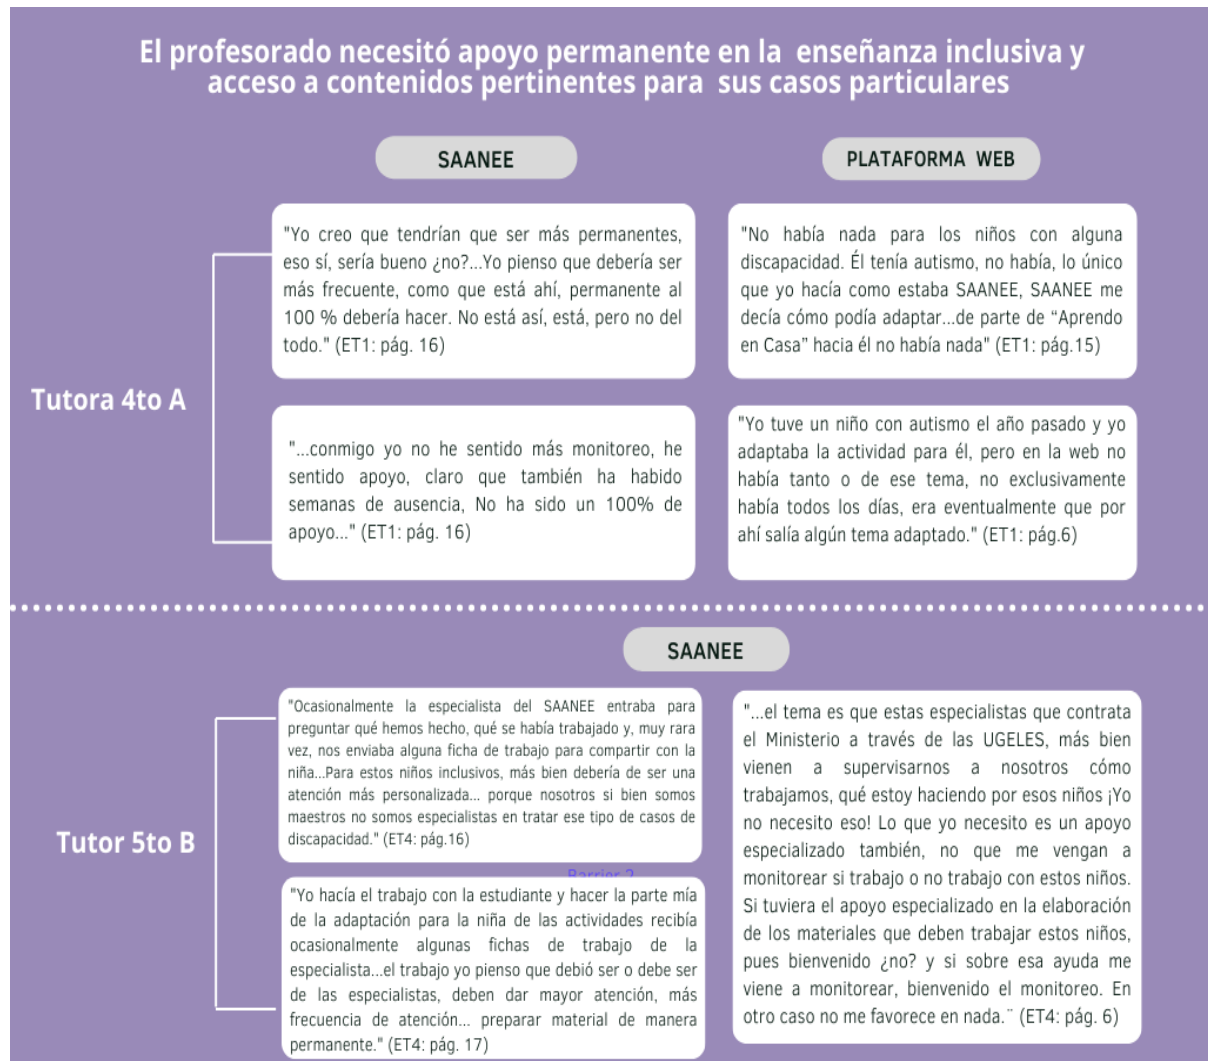 El profesorado necesitó apoyo permanente en la enseñanza inclusiva y
acceso a contenidos pertinentes para sus casos particulares
SAANEE
PLATAFORMA WEB
Tutora 4to A
"Yo creo que tendrían que ser más permanentes,
eso sí, sería bueno ¿no?...Yo pienso que debería ser
más frecuente, como que está ahí, permanente al
100 % debería hacer. No está así, está, pero no del
todo." (ET1: pág. 16)
"No había nada para los niños con alguna
discapacidad. Él tenía autismo, no había, lo único
que yo hacía como estaba SAANEE, SAANEE me
decía cómo podía adaptar...de parte de “Aprendo
en Casa” hacia él no había nada" (ET1: pág.15)
"...conmigo yo no he sentido más monitoreo, he
sentido apoyo, claro que también ha habido
semanas de ausencia, No ha sido un 100% de
apoyo..." (ET1: pág. 16)
"Yo tuve un niño con autismo el año pasado y yo
adaptaba la actividad para él, pero en la web no
había tanto o de ese tema, no exclusivamente
había todos los días, era eventualmente que por
ahí salía algún tema adaptado." (ET1: pág.6)
SAANEE
Tutor 5to B
"Ocasionalmente la especialista del SAANEE entraba para
preguntar qué hemos hecho, qué se había trabajado y, muy rara
vez, nos enviaba alguna ficha de trabajo para compartir con la
niña...Para estos niños inclusivos, más bien debería de ser una
atención más personalizada... porque nosotros si bien somos
maestros no somos especialistas en tratar ese tipo de casos de
discapacidad." (ET4: pág.16)
Barrier 2
"Yo hacía el trabajo con la estudiante y hacer la parte mía
de la adaptación para la niña de las actividades recibía
ocasionalmente algunas fichas de trabajo de la
especialista...el trabajo yo pienso que debió ser o debe ser
de las especialistas, deben dar mayor atención, más
frecuencia de atención... preparar material de manera
permanente." (ET4: pág. 17)
"...el tema es que estas especialistas que contrata
el Ministerio a través de las UGELES, más bien
vienen a supervisarnos a nosotros cómo
trabajamos, qué estoy haciendo por esos niños ¡Yo
no necesito eso! Lo que yo necesito es un apoyo
especializado también, no que me vengan a
monitorear si trabajo o no trabajo con estos niños.
Si tuviera el apoyo especializado en la elaboración
de los materiales que deben trabajar estos niños,
pues bienvenido ¿no? y si sobre esa ayuda me
viene a monitorear, bienvenido el monitoreo. En
otro caso no me favorece en nada.¨ (ET4: pág. 6)